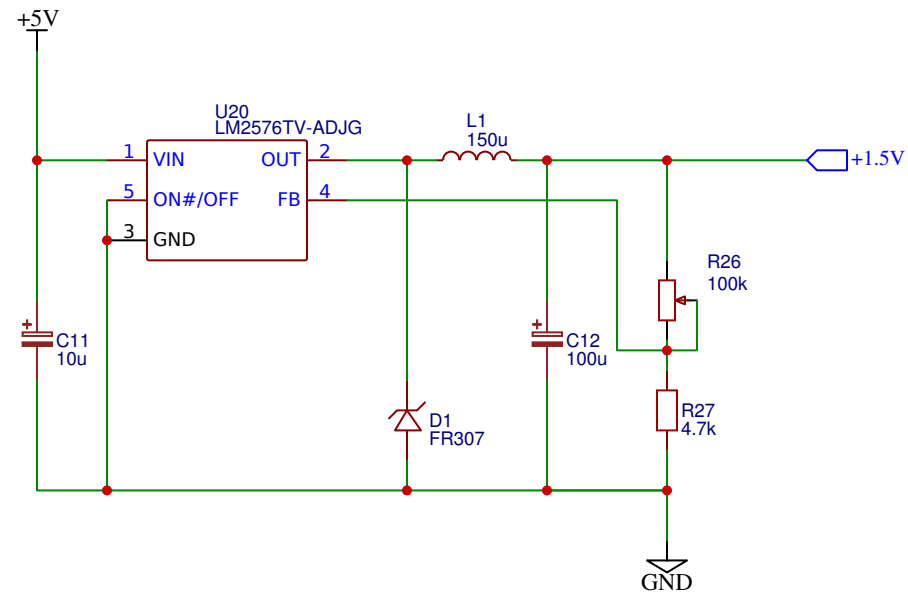 +5V
U20
LM2576TV-ADJG
1 VIN OUT 2
5 ON#/OFF FB 4
3 GND
L1
150u
+1.5V
R26
100k
+ C11
10u
+ C12
100u
D1
FR307
R27
4.7k
GND